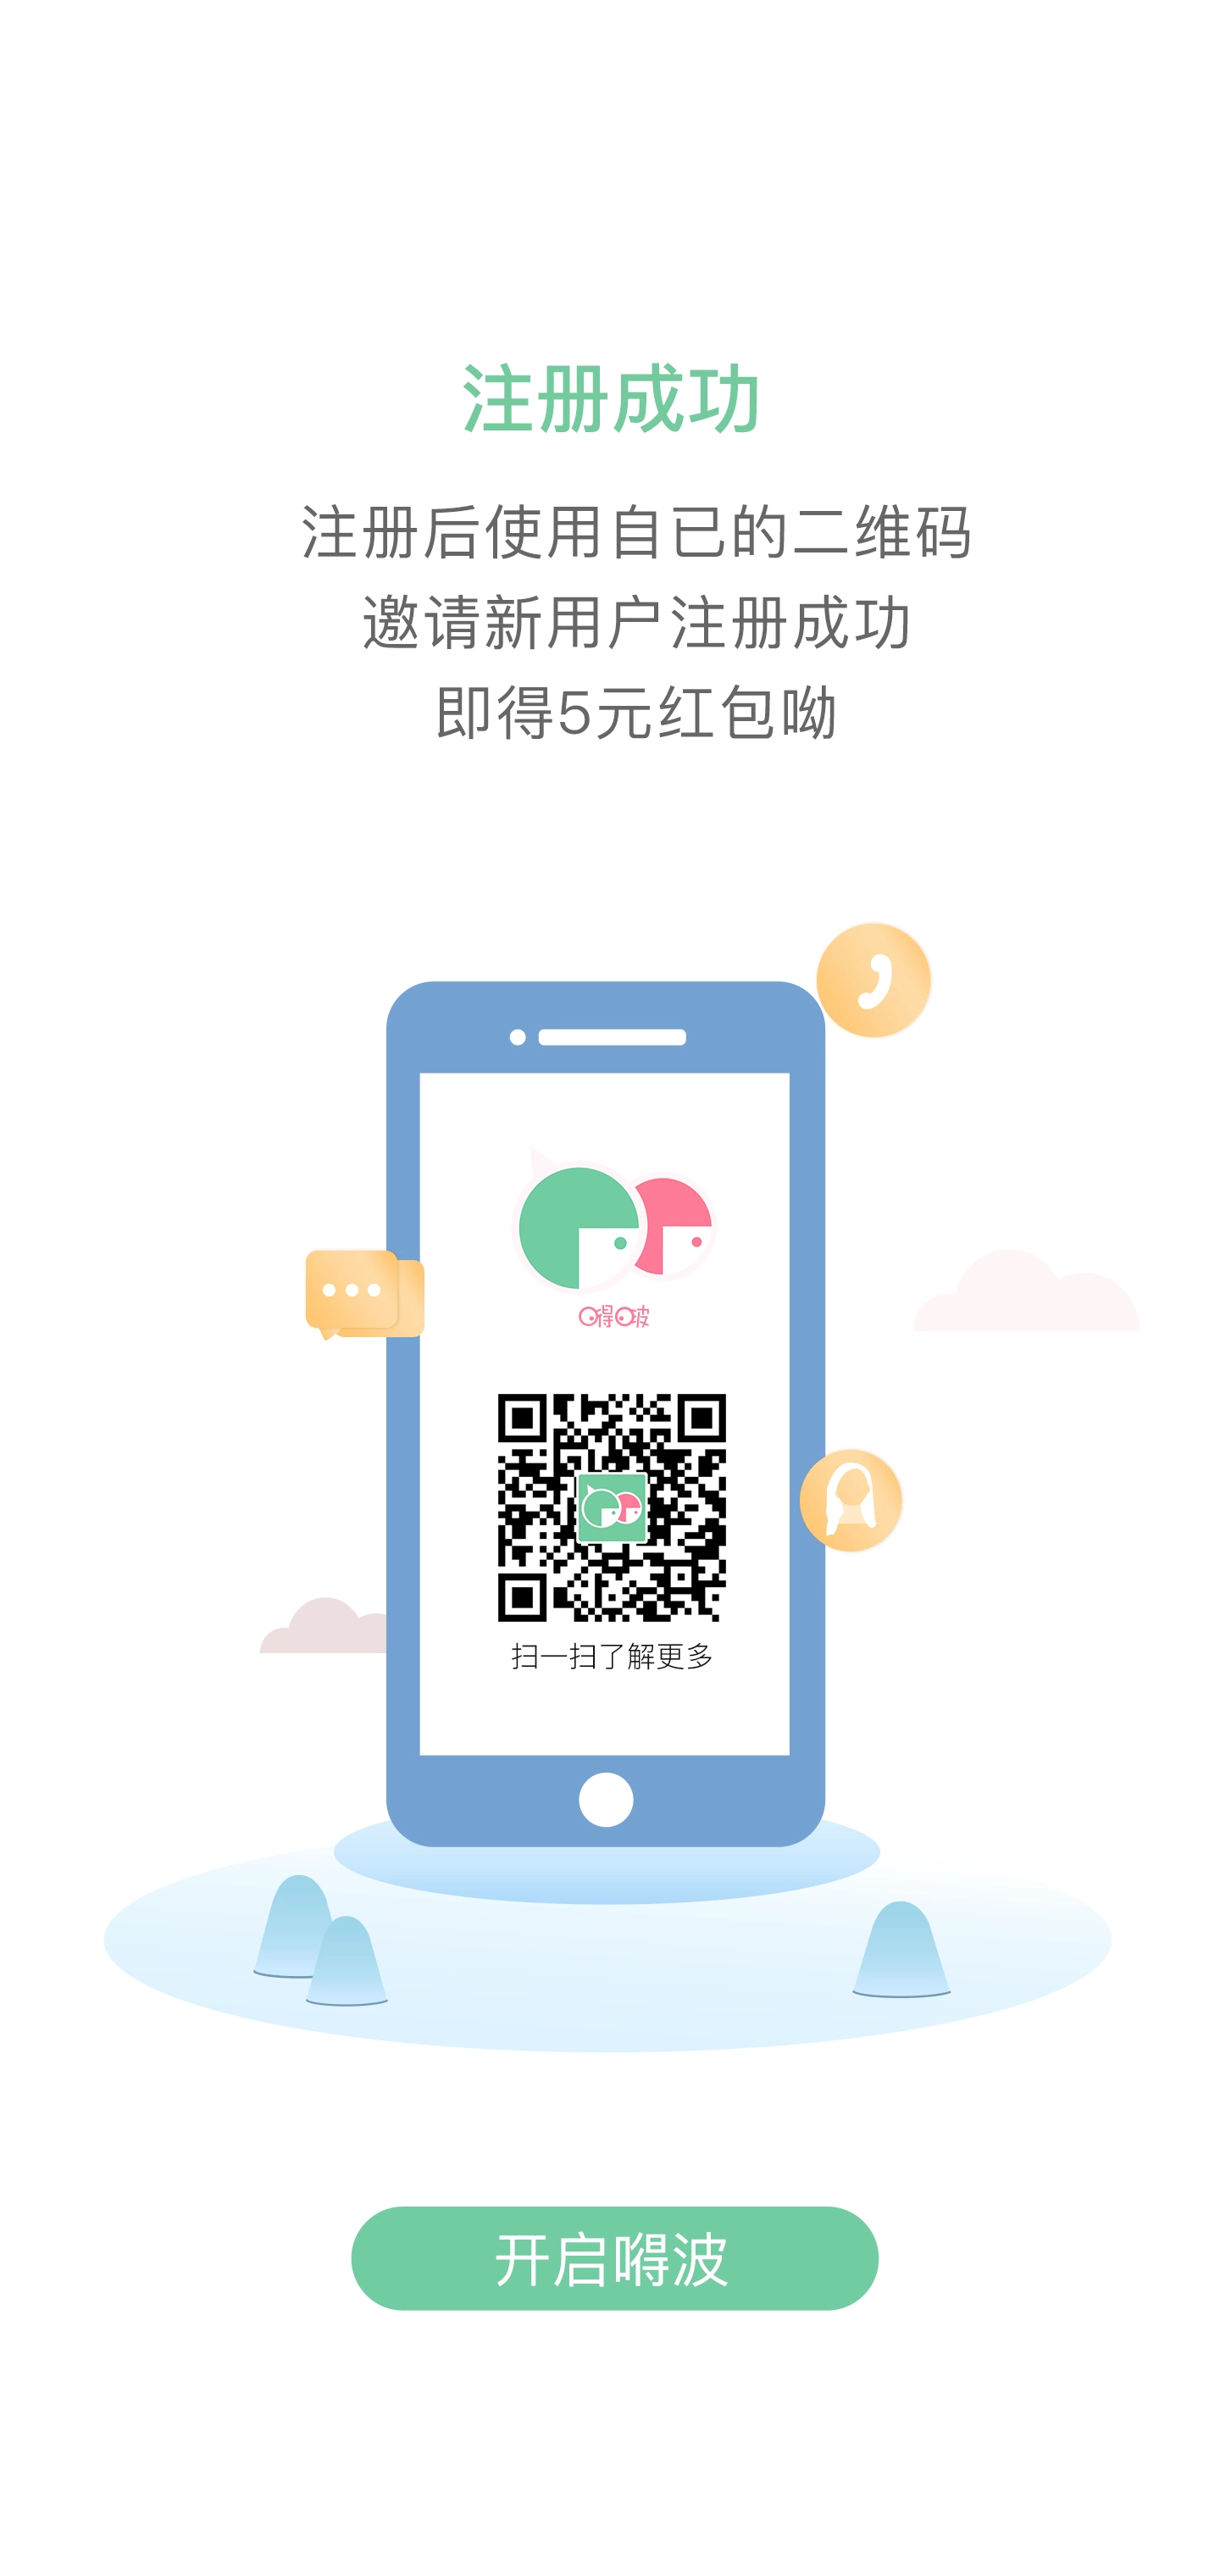 注册成功
注册后使用自已的二维码
邀请新用户注册成功
即得5元红包呦
嘚波
扫一扫了解更多
开启嘚波